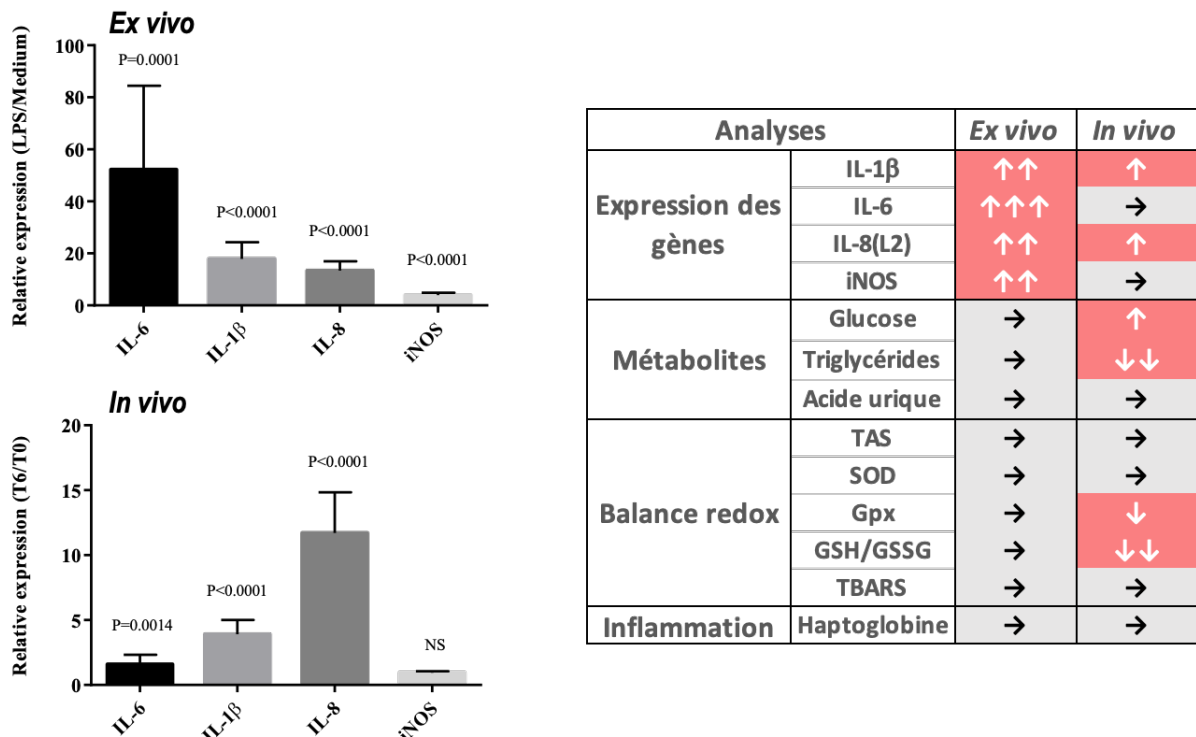 Ex vivo
Relative expression (LPS/Medium)
100
80
60
40
20
0
P=0.0001
P<0.0001
P<0.0001
P<0.0001
IL-6
IL-1β
IL-8
iNOS
In vivo
Relative expression (T6/T0)
20
15
10
5
0
P=0.0014
P<0.0001
P<0.0001
NS
IL-6
IL-1β
IL-8
iNOS
Analyses Ex vivo In vivo
Expression des gènes
IL-1β ↑↑ ↑
IL-6 ↑↑↑ →
IL-8(L2) ↑↑ ↑
iNOS ↑↑ →
Métabolites
Glucose → ↑
Triglycérides → ↓↓
Acide urique → →
Balance redox
TAS → →
SOD → →
Gpx → ↓
GSH/GSSG → ↓↓
TBARS → →
Inflammation Haptoglobine → →